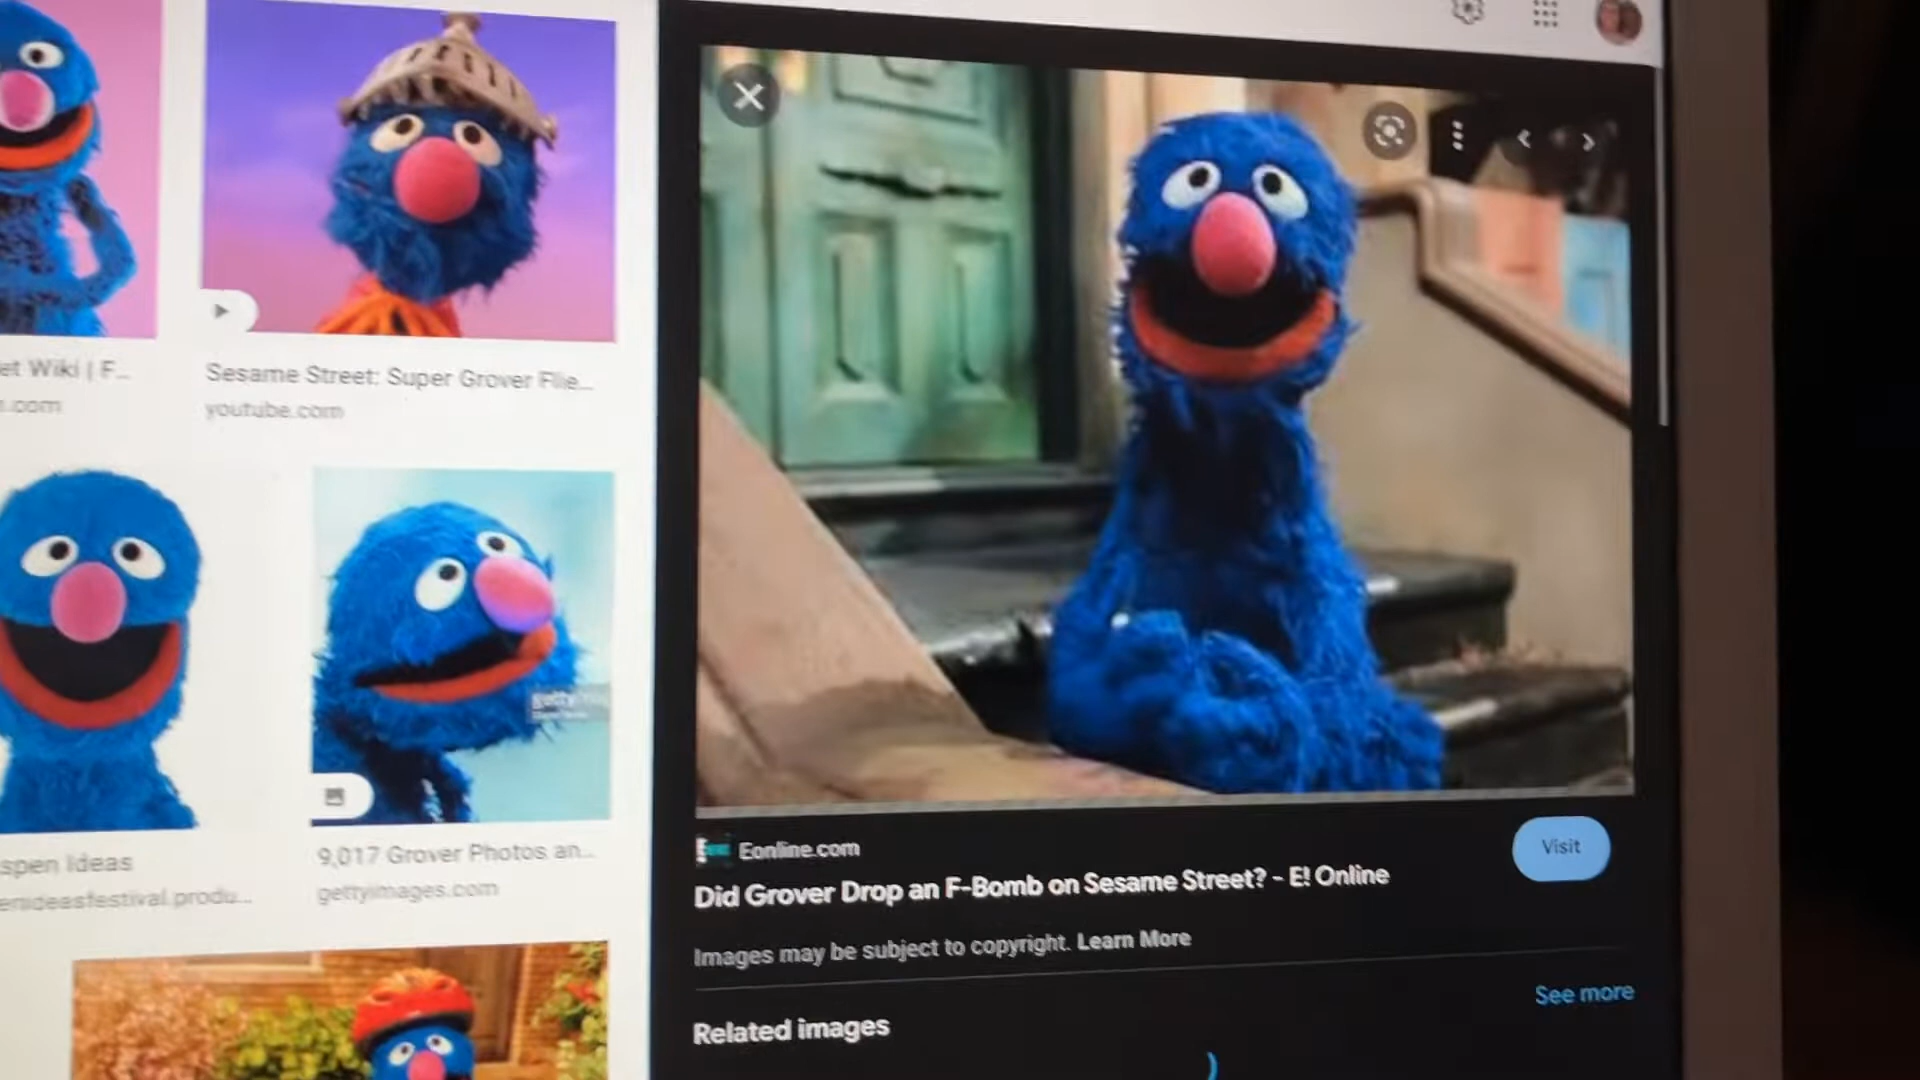 et Wiki | F...
.com
Sesame Street: Super Grover Flie...
youtube.com
spen Ideas
enideasfestival.produ...
9,017 Grover Photos an...
gettyimages.com
gettyimages
Eonline.com
Visit
Did Grover Drop an F-Bomb on Sesame Street? - E! Online
Images may be subject to copyright. Learn More
See more
Related images